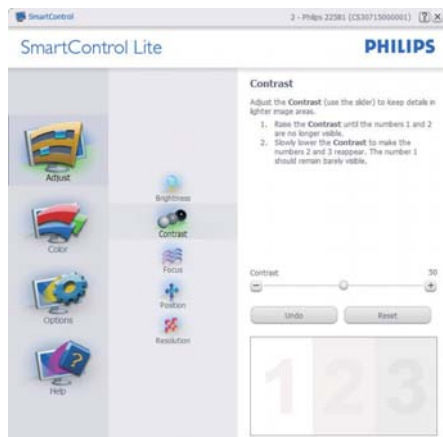 SmartControl
2 - Philips 225B1 (CS30715000001)
SmartControl Lite
PHILIPS
Adjust
Color
Options
Help
Brightness
Contrast
Focus
Position
Resolution
Contrast
Adjust the Contrast (use the slider) to keep details in
lighter image areas.
1. Raise the Contrast until the numbers 1 and 2
are no longer visible.
2. Slowly lower the Contrast to make the
numbers 2 and 3 reappear. The number 1
should remain barely visible.
Contrast 50
Undo Reset
1 2 3